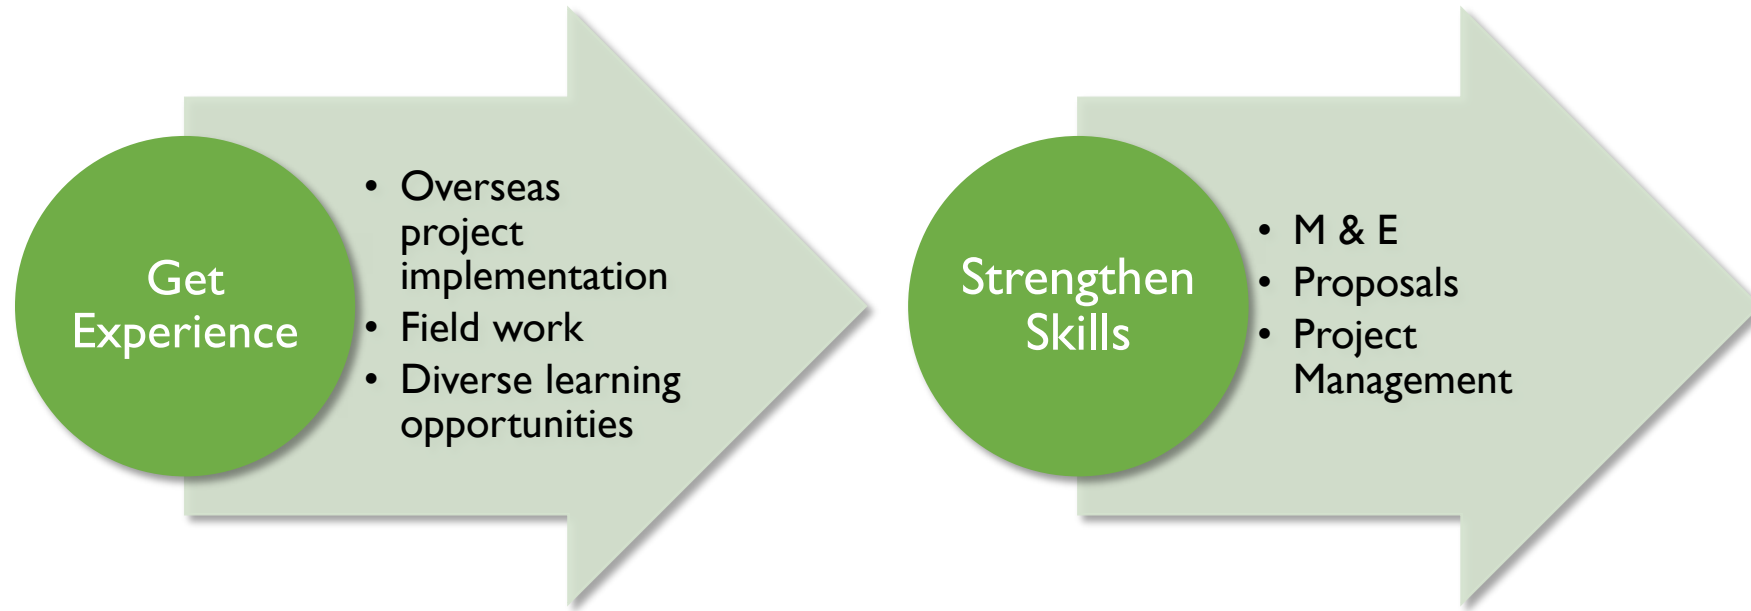 Get
Experience
• Overseas
project
implementation
• Field work
• Diverse learning
opportunities
Strengthen
Skills
• M & E
• Proposals
• Project
Management